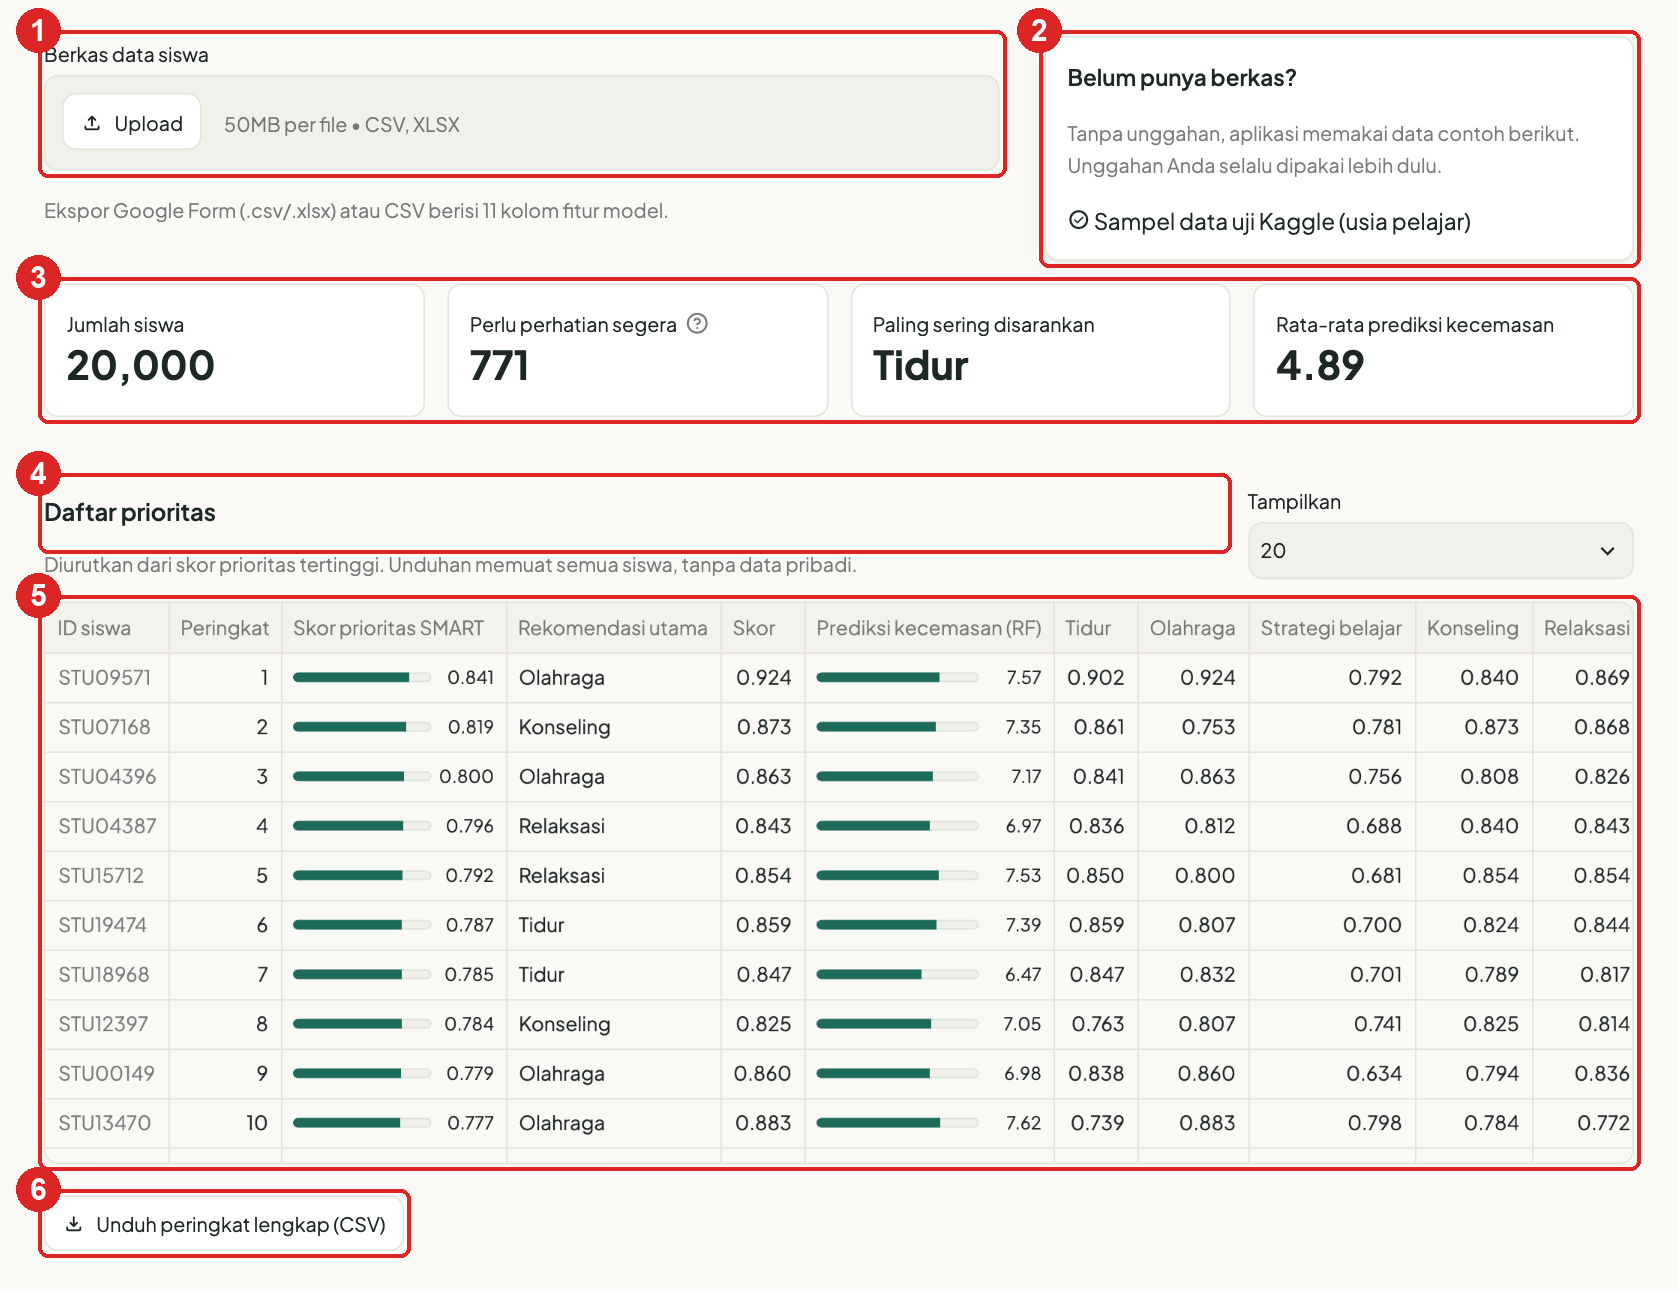 1
Berkas data siswa
Upload
50MB per file • CSV, XLSX
Ekspor Google Form (.csv/.xlsx) atau CSV berisi 11 kolom fitur model.
2
Belum punya berkas?
Tanpa unggahan, aplikasi memakai data contoh berikut.
Unggahan Anda selalu dipakai lebih dulu.
Sampel data uji Kaggle (usia pelajar)
3
Jumlah siswa
20,000
Perlu perhatian segera ?
771
Paling sering disarankan
Tidur
Rata-rata prediksi kecemasan
4.89
4
Daftar prioritas
Tampilkan
20
Diurutkan dari skor prioritas tertinggi. Unduhan memuat semua siswa, tanpa data pribadi.
5
ID siswa Peringkat Skor prioritas SMART Rekomendasi utama Skor Prediksi kecemasan (RF) Tidur Olahraga Strategi belajar Konseling Relaksasi
STU09571 1 0.841 Olahraga 0.924 7.57 0.902 0.924 0.792 0.840 0.869
STU07168 2 0.819 Konseling 0.873 7.35 0.861 0.753 0.781 0.873 0.868
STU04396 3 0.800 Olahraga 0.863 7.17 0.841 0.863 0.756 0.808 0.826
STU04387 4 0.796 Relaksasi 0.843 6.97 0.836 0.812 0.688 0.840 0.843
STU15712 5 0.792 Relaksasi 0.854 7.53 0.850 0.800 0.681 0.854 0.854
STU19474 6 0.787 Tidur 0.859 7.39 0.859 0.807 0.700 0.824 0.844
STU18968 7 0.785 Tidur 0.847 6.47 0.847 0.832 0.701 0.789 0.817
STU12397 8 0.784 Konseling 0.825 7.05 0.763 0.807 0.741 0.825 0.814
STU00149 9 0.779 Olahraga 0.860 6.98 0.838 0.860 0.634 0.794 0.836
STU13470 10 0.777 Olahraga 0.883 7.62 0.739 0.883 0.798 0.784 0.772
6
Unduh peringkat lengkap (CSV)